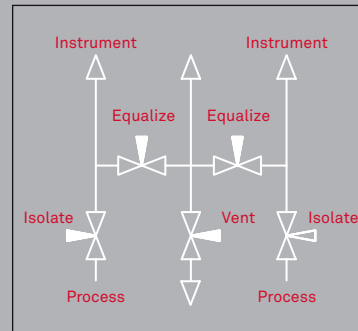 Instrument Instrument
Equalize Equalize
Isolate Vent Isolate
Process Process